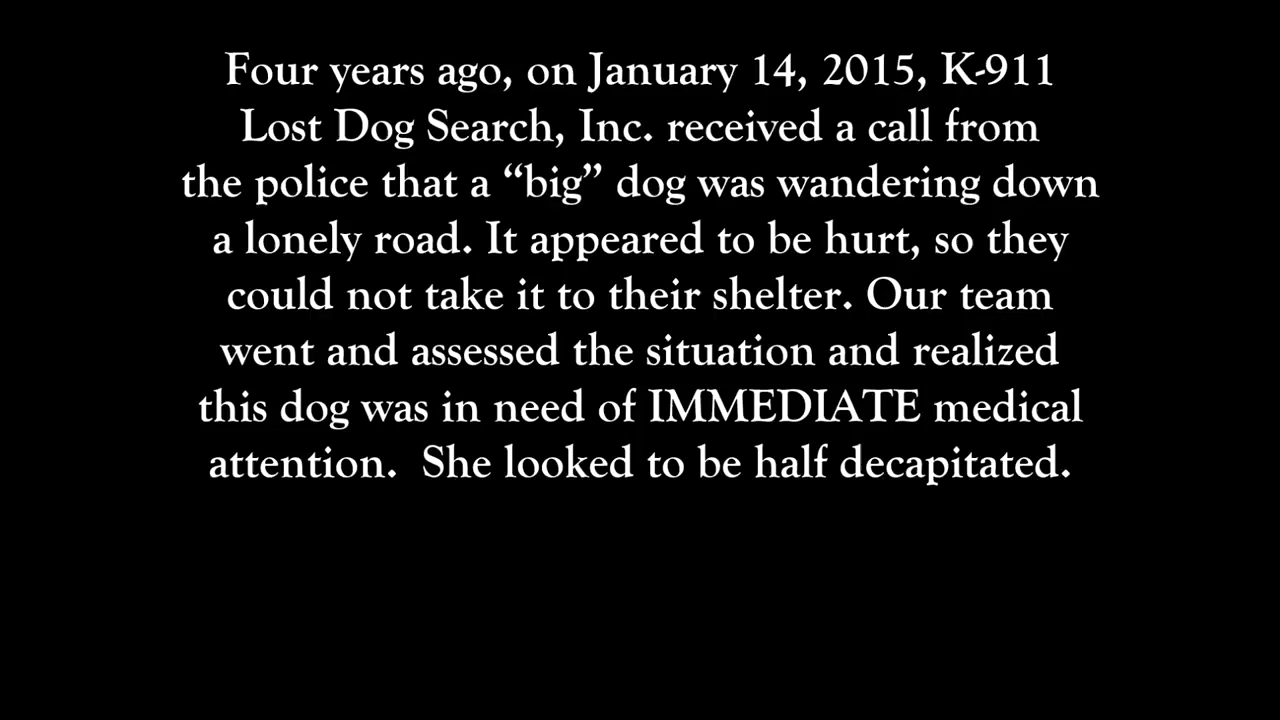 Four years ago, on January 14, 2015, K-911
Lost Dog Search, Inc. received a call from
the police that a “big” dog was wandering down
a lonely road. It appeared to be hurt, so they
could not take it to their shelter. Our team
went and assessed the situation and realized
this dog was in need of IMMEDIATE medical
attention.  She looked to be half decapitated.